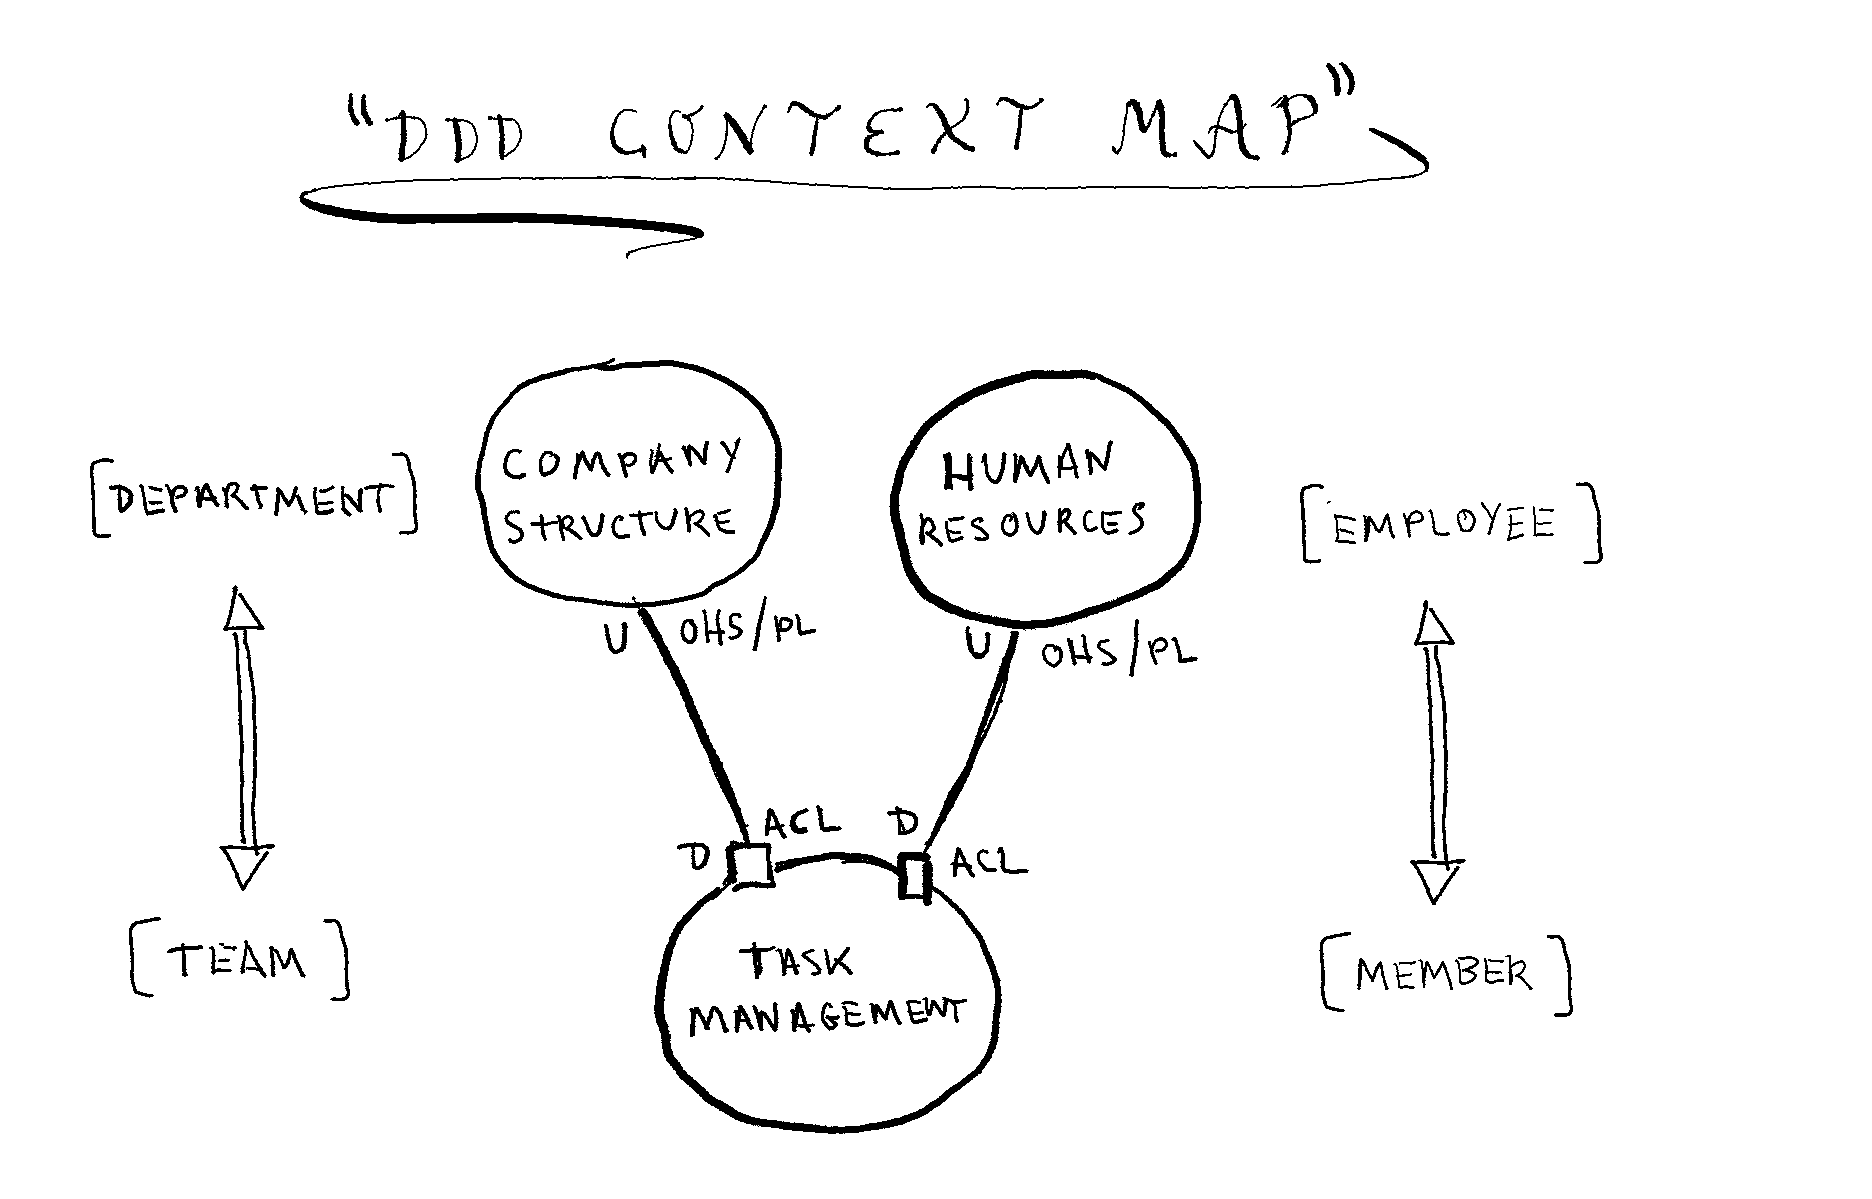 "DDD CONTEXT MAP"
COMPANY
STRUCTURE
HUMAN
RESOURCES
[DEPARTMENT]
[EMPLOYEE]
U
OHS/PL
U
OHS/PL
D
ACL
D
ACL
[TEAM]
TASK
MANAGEMENT
[MEMBER]